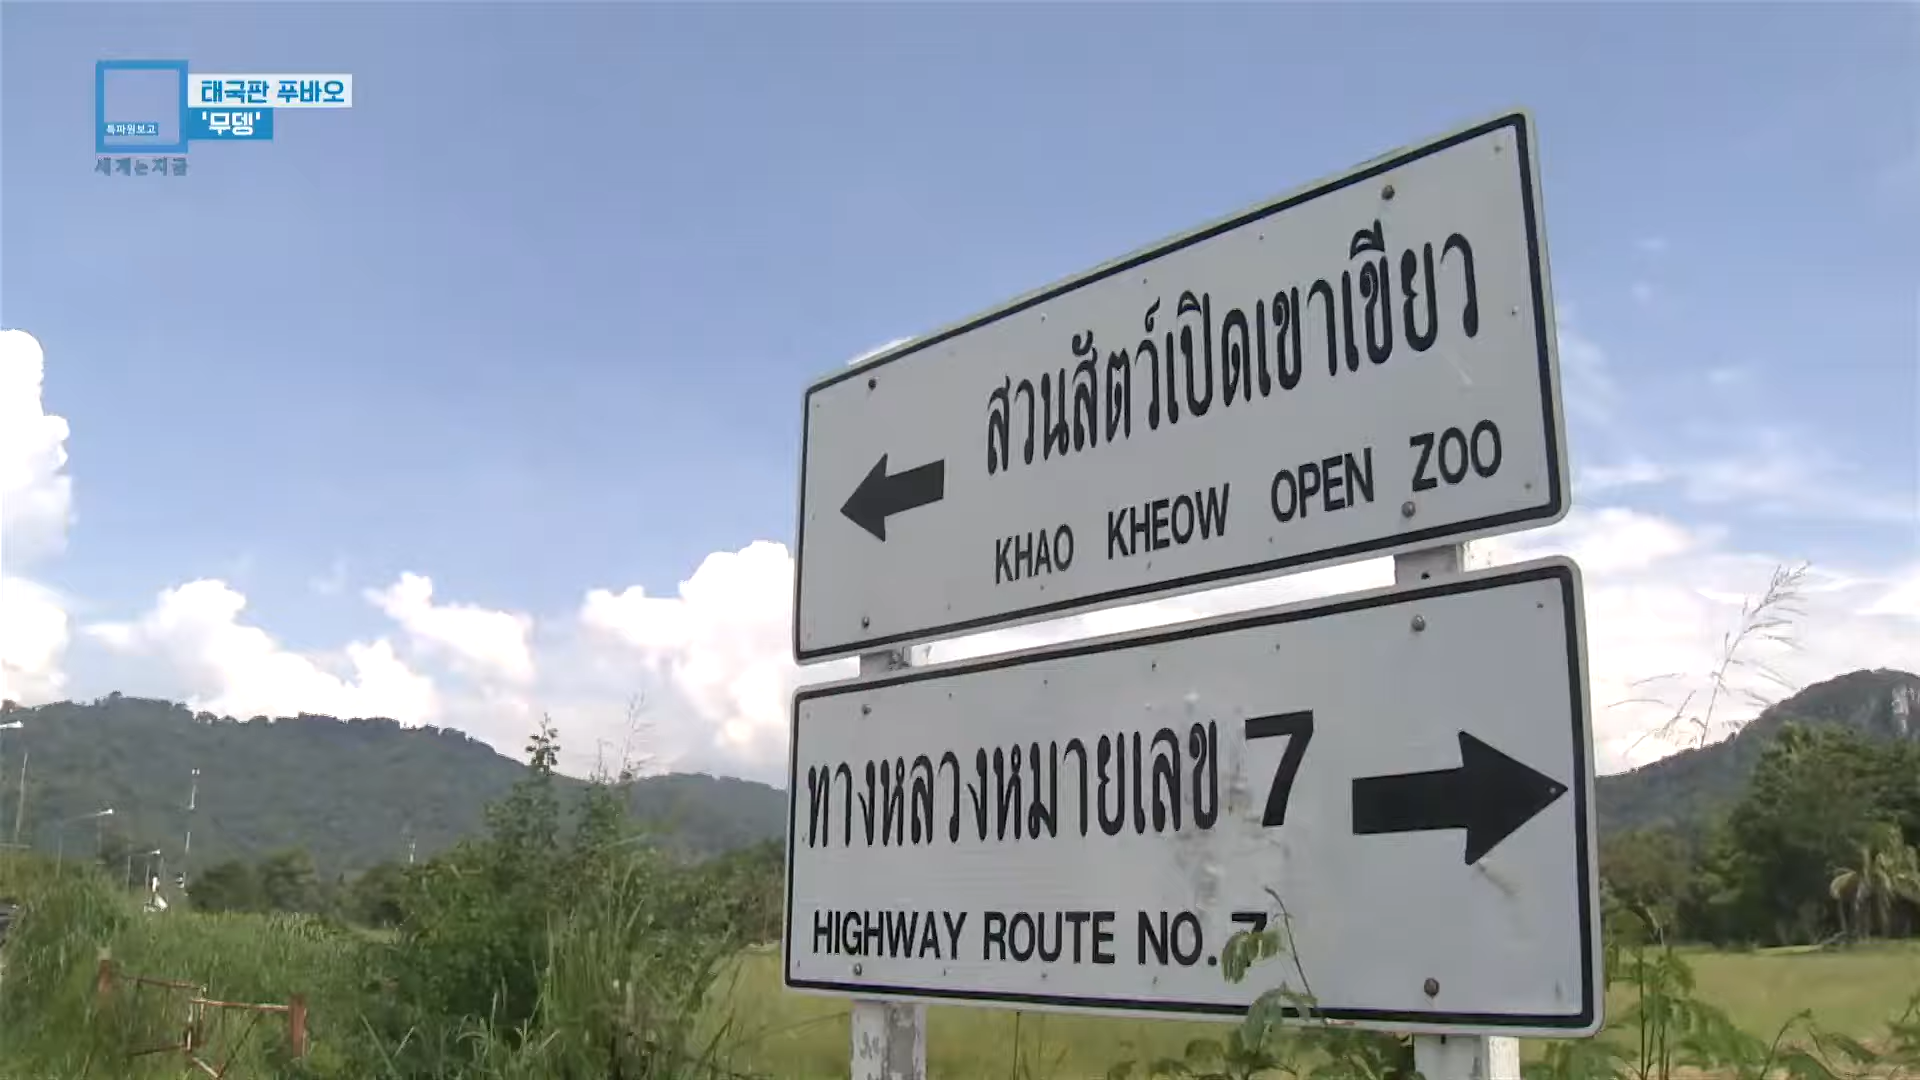 태국판 푸바오
'무뎅'
특파원보고
세계는지금
สวนสัตว์เปิดเขาเขียว
KHAO KHEOW OPEN ZOO
ทางหลวงหมายเลข 7
HIGHWAY ROUTE NO. 7